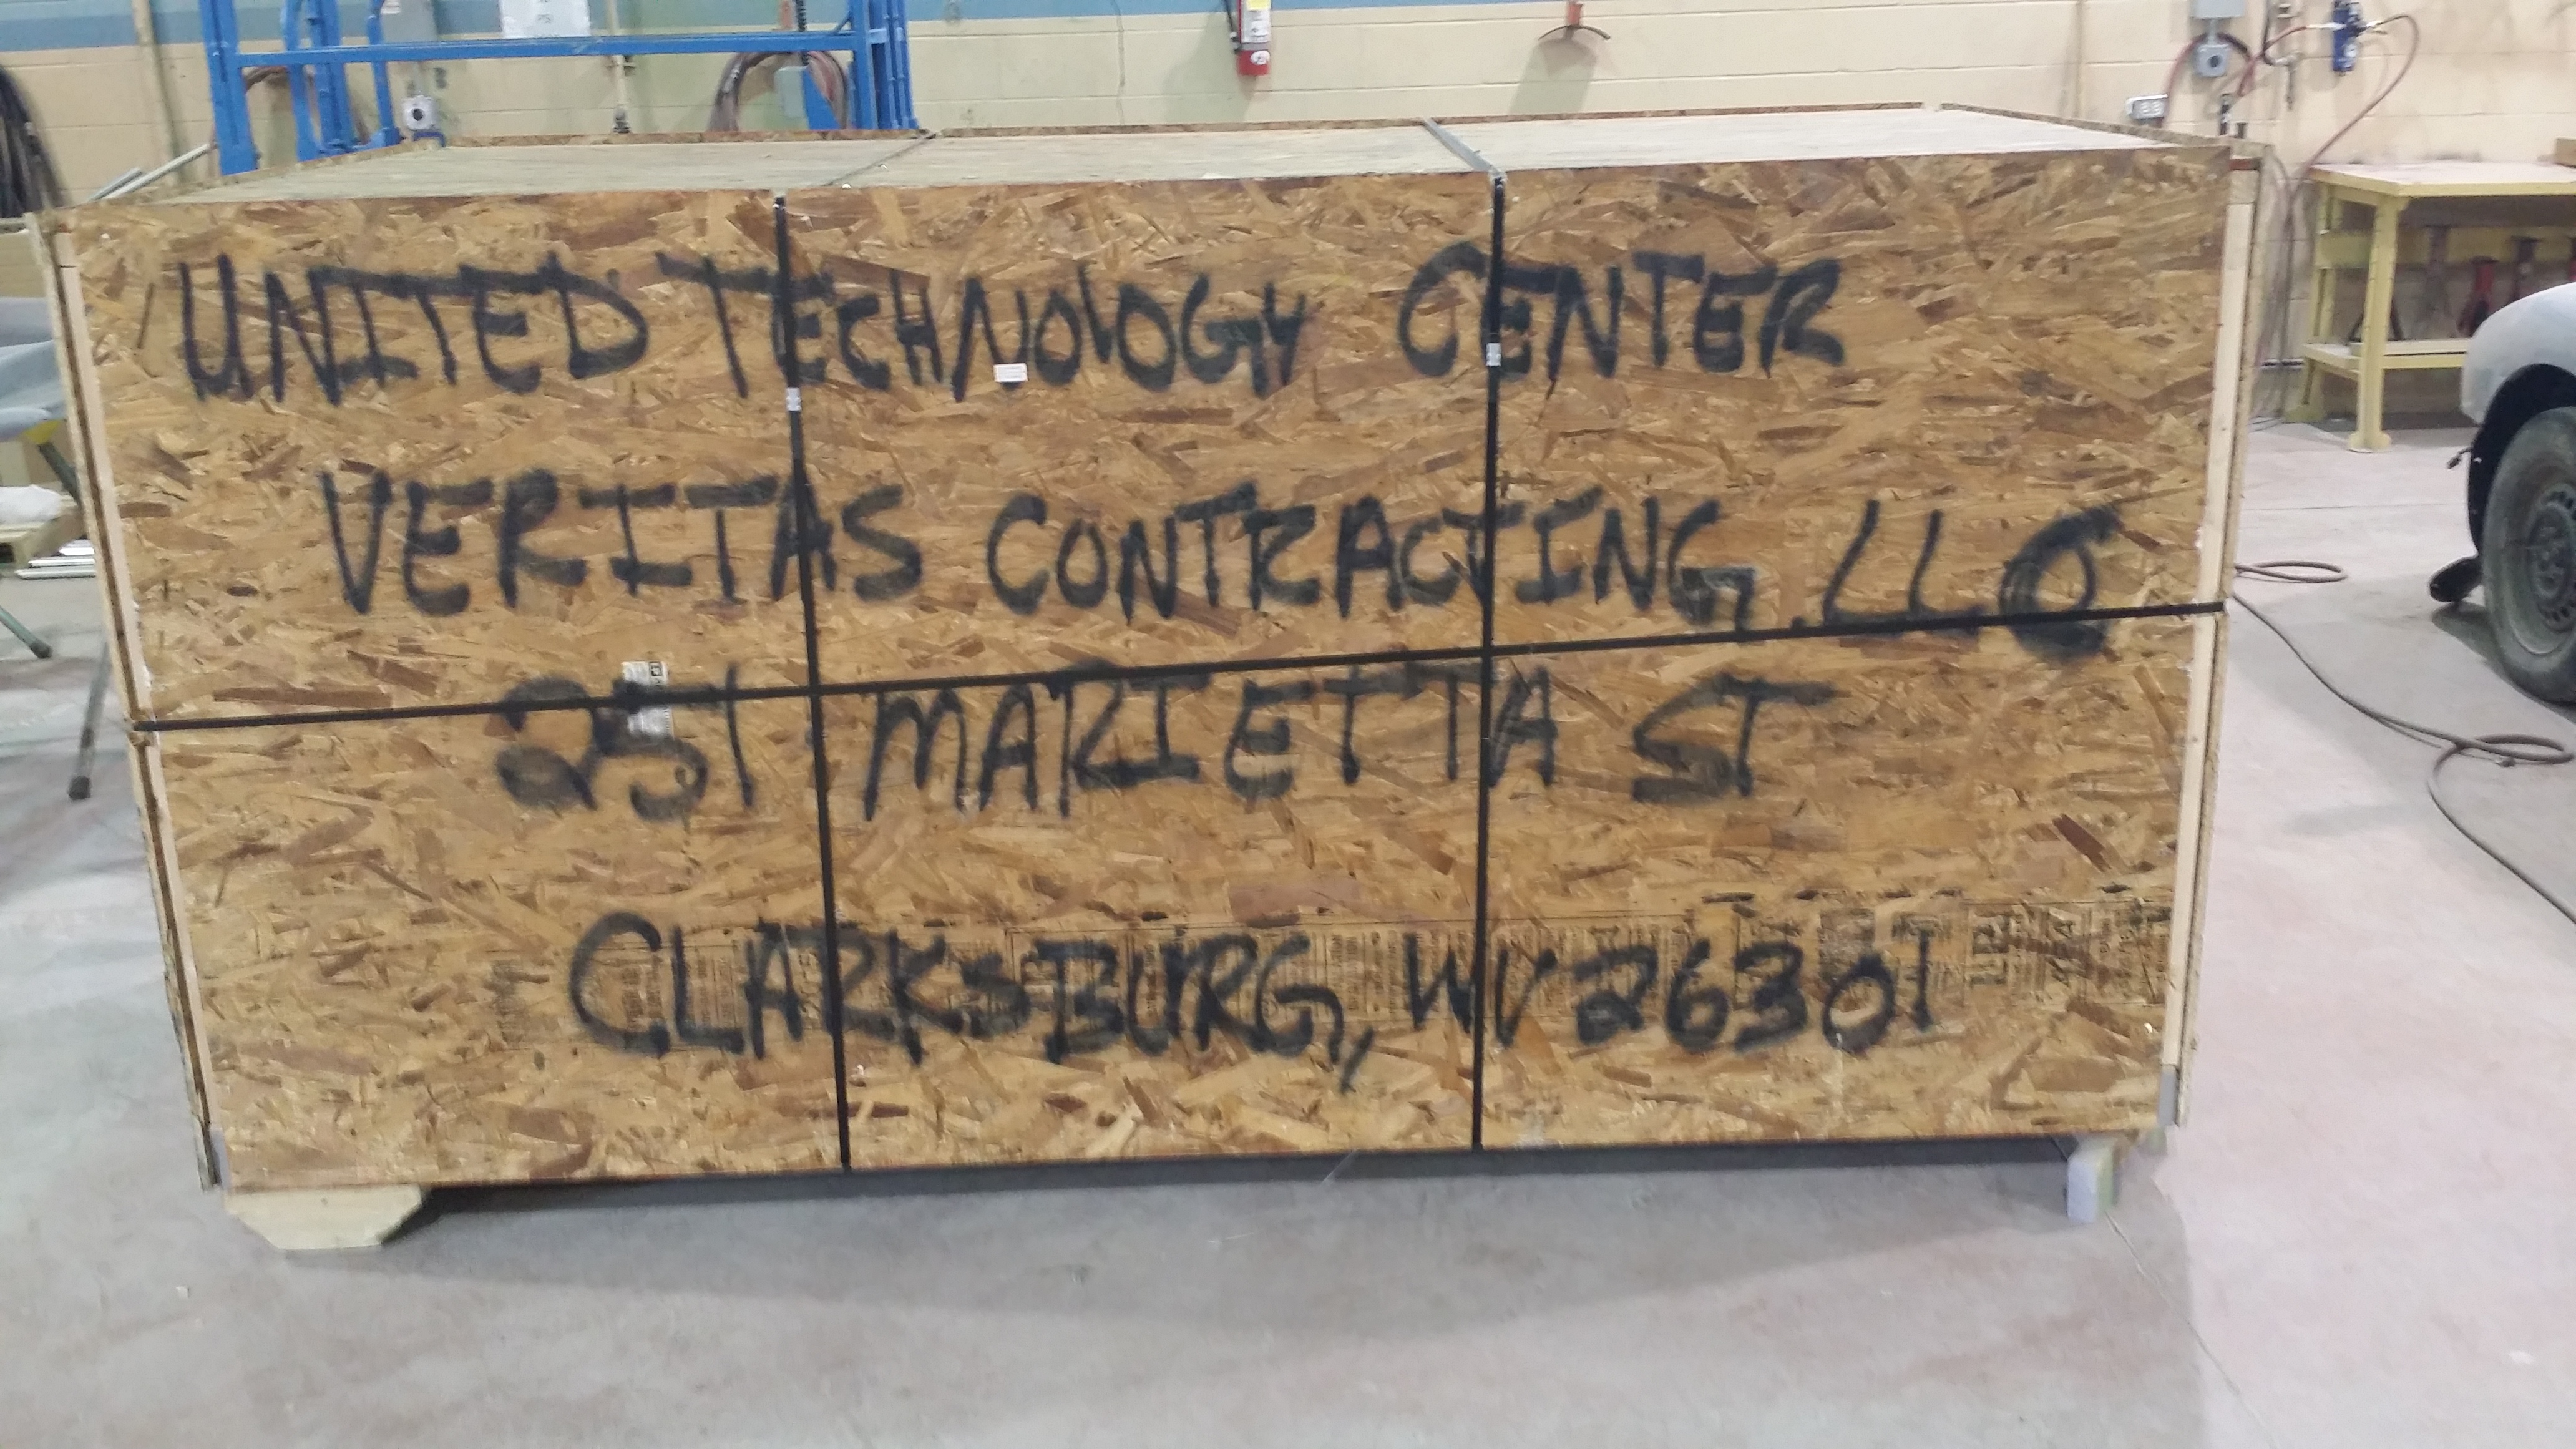 UNITED TECHNOLOGY CENTER
VERITAS CONTRACTING, LLC
251 MARIETTA ST
CLARKSBURG, WV 26301